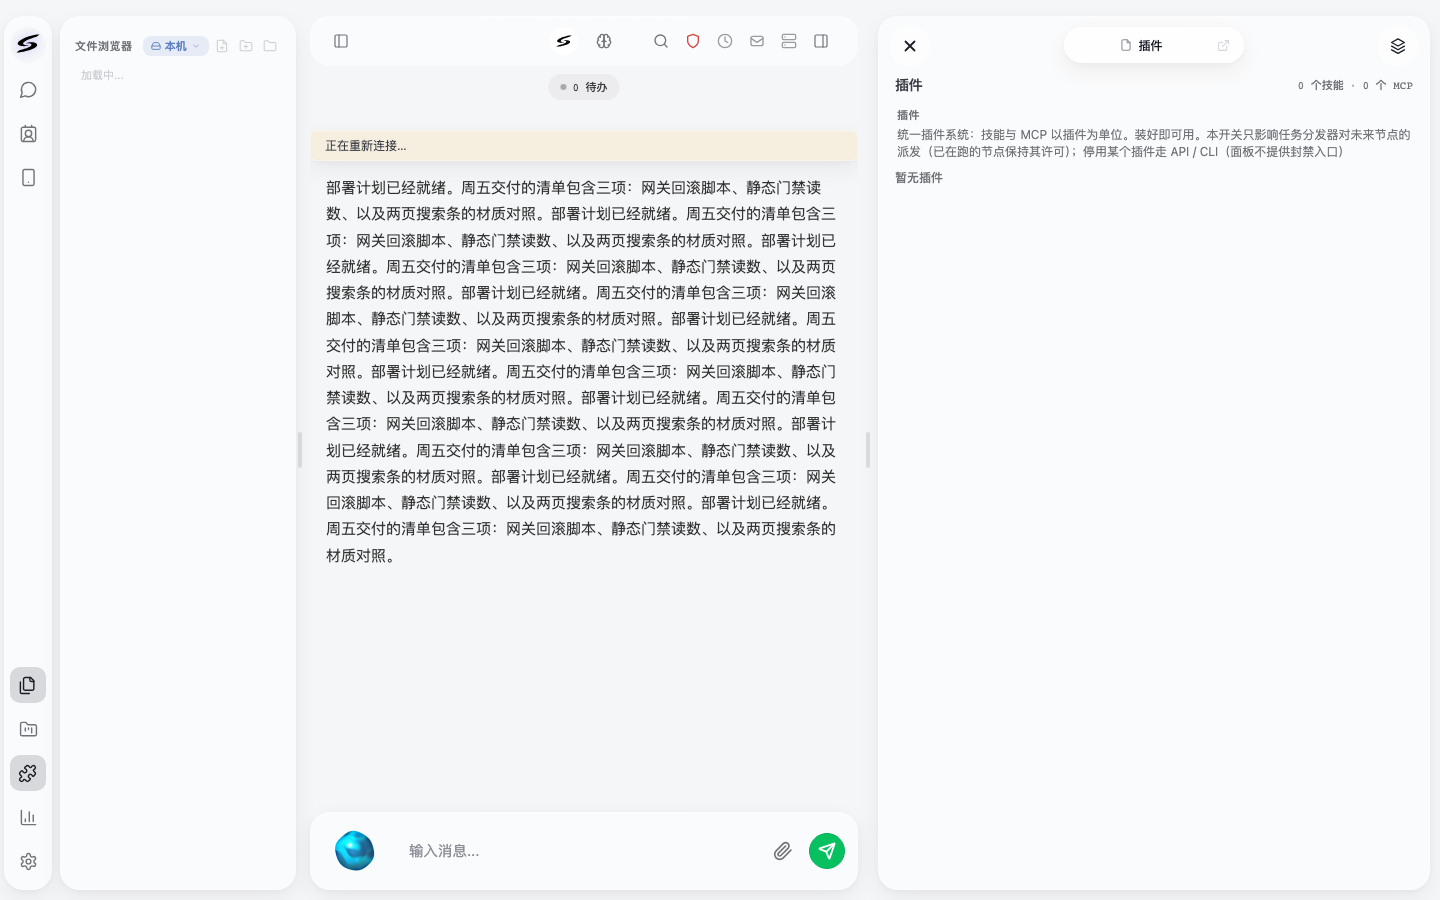 文件浏览器
本机
加载中...
0 待办
正在重新连接...
部署计划已经就绪。周五交付的清单包含三项：网关回滚脚本、静态门禁读
数、以及两页搜索条的材质对照。部署计划已经就绪。周五交付的清单包含三
项：网关回滚脚本、静态门禁读数、以及两页搜索条的材质对照。部署计划已
经就绪。周五交付的清单包含三项：网关回滚脚本、静态门禁读数、以及两页
搜索条的材质对照。部署计划已经就绪。周五交付的清单包含三项：网关回滚
脚本、静态门禁读数、以及两页搜索条的材质对照。部署计划已经就绪。周五
交付的清单包含三项：网关回滚脚本、静态门禁读数、以及两页搜索条的材质
对照。部署计划已经就绪。周五交付的清单包含三项：网关回滚脚本、静态门
禁读数、以及两页搜索条的材质对照。部署计划已经就绪。周五交付的清单包
含三项：网关回滚脚本、静态门禁读数、以及两页搜索条的材质对照。部署计
划已经就绪。周五交付的清单包含三项：网关回滚脚本、静态门禁读数、以及
两页搜索条的材质对照。部署计划已经就绪。周五交付的清单包含三项：网关
回滚脚本、静态门禁读数、以及两页搜索条的材质对照。部署计划已经就绪。
周五交付的清单包含三项：网关回滚脚本、静态门禁读数、以及两页搜索条的
材质对照。
输入消息...
插件
插件
0 个技能 · 0 个 MCP
插件
统一插件系统：技能与 MCP 以插件为单位。装好即可用。本开关只影响任务分发器对未来节点的
派发（已在跑的节点保持其许可）；停用某个插件走 API / CLI（面板不提供封禁入口）
暂无插件